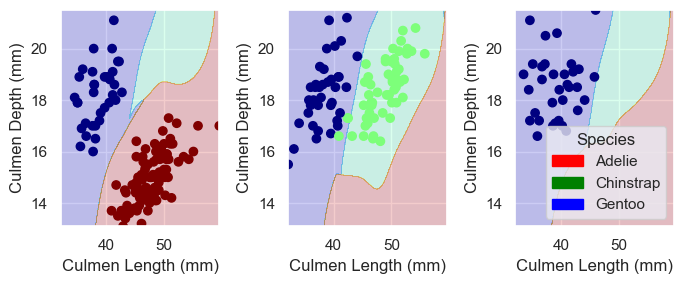 20
18
16
14
Culmen Depth (mm)
40 50
Culmen Length (mm)
20
18
16
14
Culmen Depth (mm)
40 50
Culmen Length (mm)
20
18
16
14
Culmen Depth (mm)
40 50
Culmen Length (mm)
Species
Adelie
Chinstrap
Gentoo